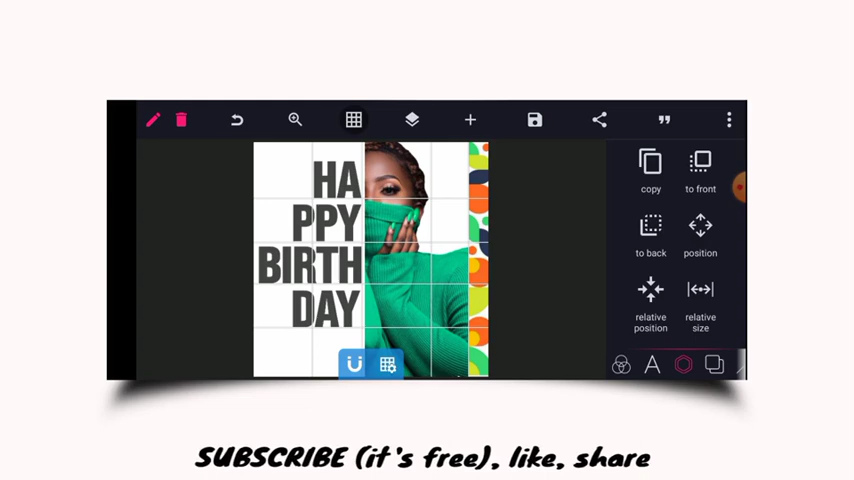 HA
PPY
BIRTH
DAY
copy
to front
to back
position
relative position
relative size
SUBSCRIBE (it's free), like, share